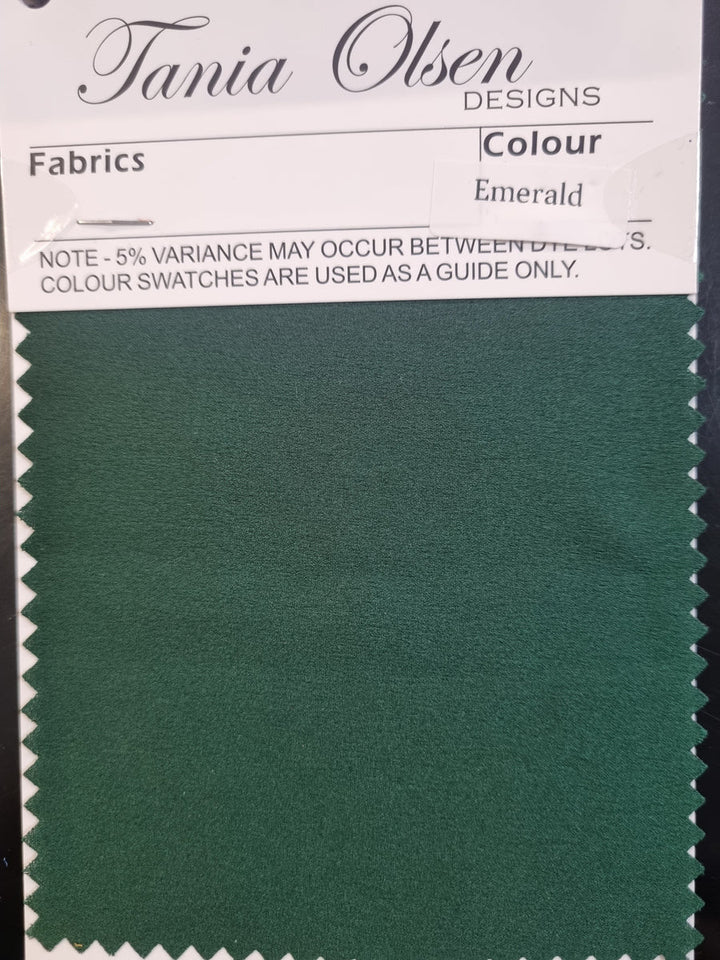 Tania Olsen
DESIGNS
Fabrics
Colour
Emerald
NOTE - 5% VARIANCE MAY OCCUR BETWEEN
COLOUR SWATCHES ARE USED AS A GUIDE ONLY.